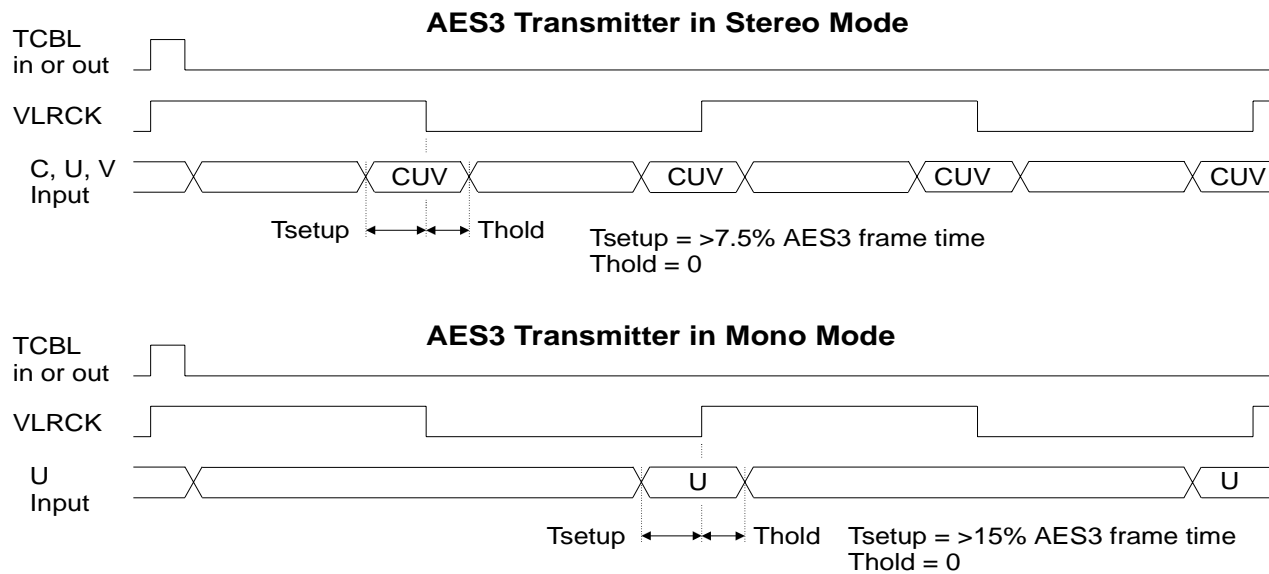 AES3 Transmitter in Stereo Mode
TCBL
in or out
VLRCK
C, U, V
Input
CUV
CUV
CUV
CUV
Tsetup
Thold
Tsetup = >7.5% AES3 frame time
Thold = 0
AES3 Transmitter in Mono Mode
TCBL
in or out
VLRCK
U
Input
U
U
Tsetup
Thold
Tsetup = >15% AES3 frame time
Thold = 0